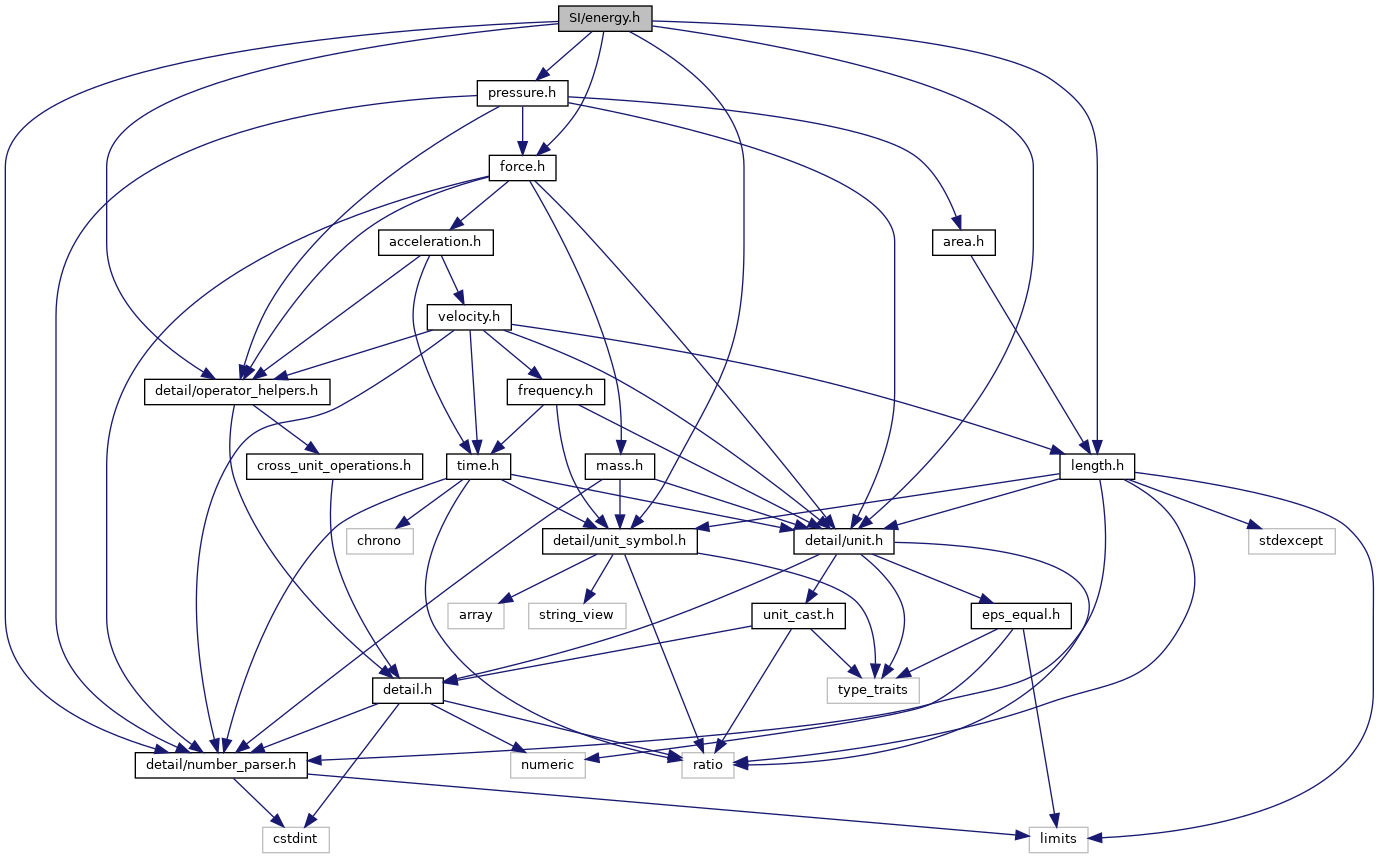 SI/energy.h
pressure.h
force.h
acceleration.h
area.h
velocity.h
detail/operator_helpers.h
frequency.h
cross_unit_operations.h
time.h
mass.h
length.h
chrono
detail/unit_symbol.h
detail/unit.h
stdexcept
array
string_view
unit_cast.h
eps_equal.h
detail.h
type_traits
detail/number_parser.h
numeric
ratio
cstdint
limits